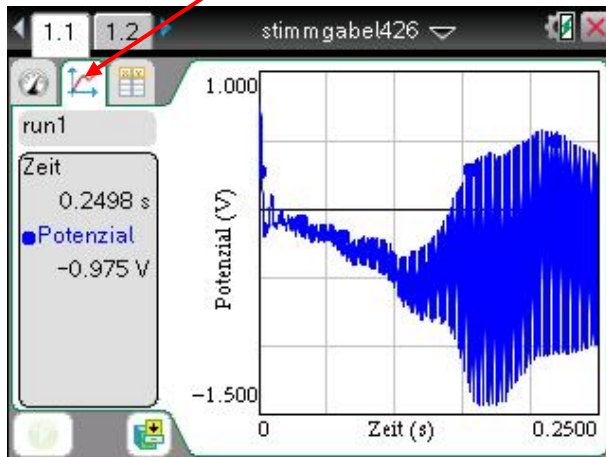 1.1 1.2 stimmgabel426
run1
Zeit
0.2498 s
Potenzial
-0.975 V
1.000
Potenzial (V)
-1.500
0 Zeit (s) 0.2500